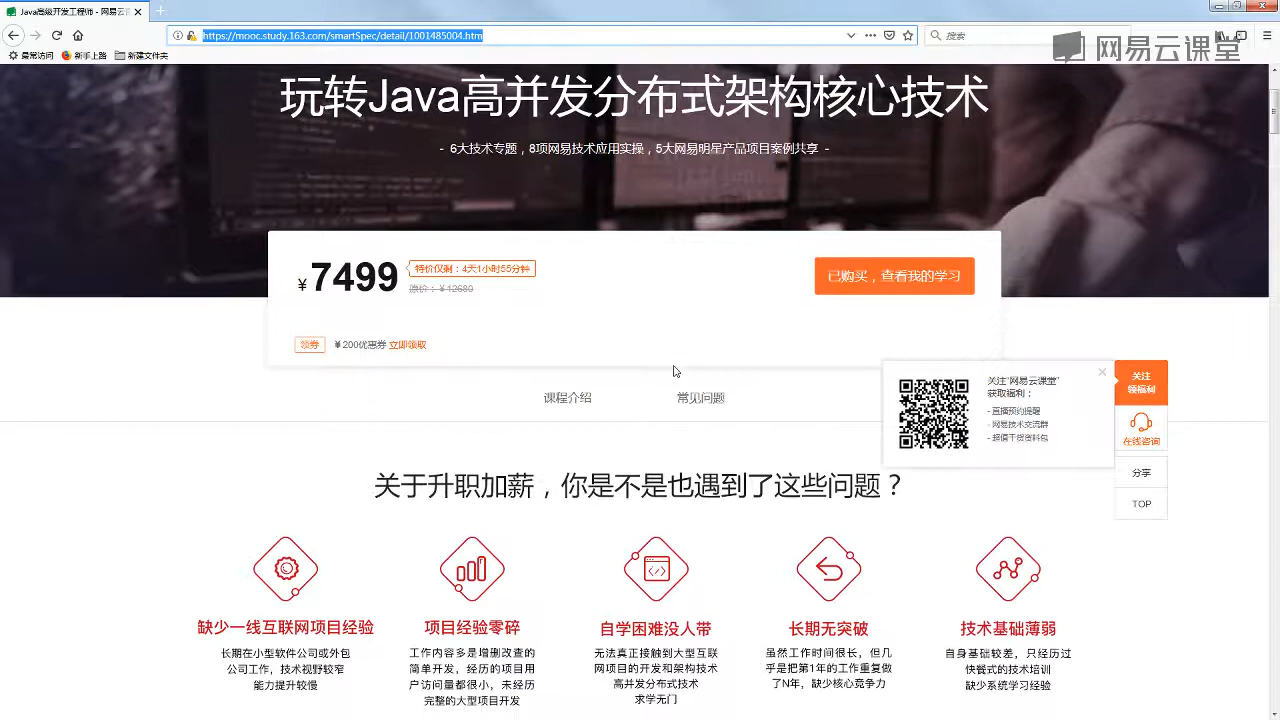 Java高级开发工程师 - 网易云
https://mooc.study.163.com/smartSpec/detail/1001485004.htm
搜索
最常访问 新手上路 新建文件夹
网易云课堂
玩转Java高并发分布式架构核心技术
- 6大技术专题，8项网易技术应用实操，5大网易明星产品项目案例共享 -
¥7499
特价仅剩：4天1小时55分钟
原价：¥12680
已购买，查看我的学习
领券 ¥200优惠券 立即领取
课程介绍 常见问题
关注"网易云课堂"
获取福利：
- 直播预约提醒
- 网易技术交流群
- 超值干货资料包
关注
领福利
在线咨询
分享
TOP
关于升职加薪，你是不是也遇到了这些问题？
缺少一线互联网项目经验
长期在小型软件公司或外包
公司工作，技术视野较窄
能力提升较慢
项目经验零碎
工作内容多是增删改查的
简单开发，经历的项目用
户访问量都很小，未经历
完整的大型项目开发
自学困难没人带
无法真正接触到大型互联
网项目的开发和架构技术
高并发分布式技术
求学无门
长期无突破
虽然工作时间很长，但几
乎是把第1年的工作重复做
了N年，缺少核心竞争力
技术基础薄弱
自身基础较差，只经历过
快餐式的技术培训
缺少系统学习经验